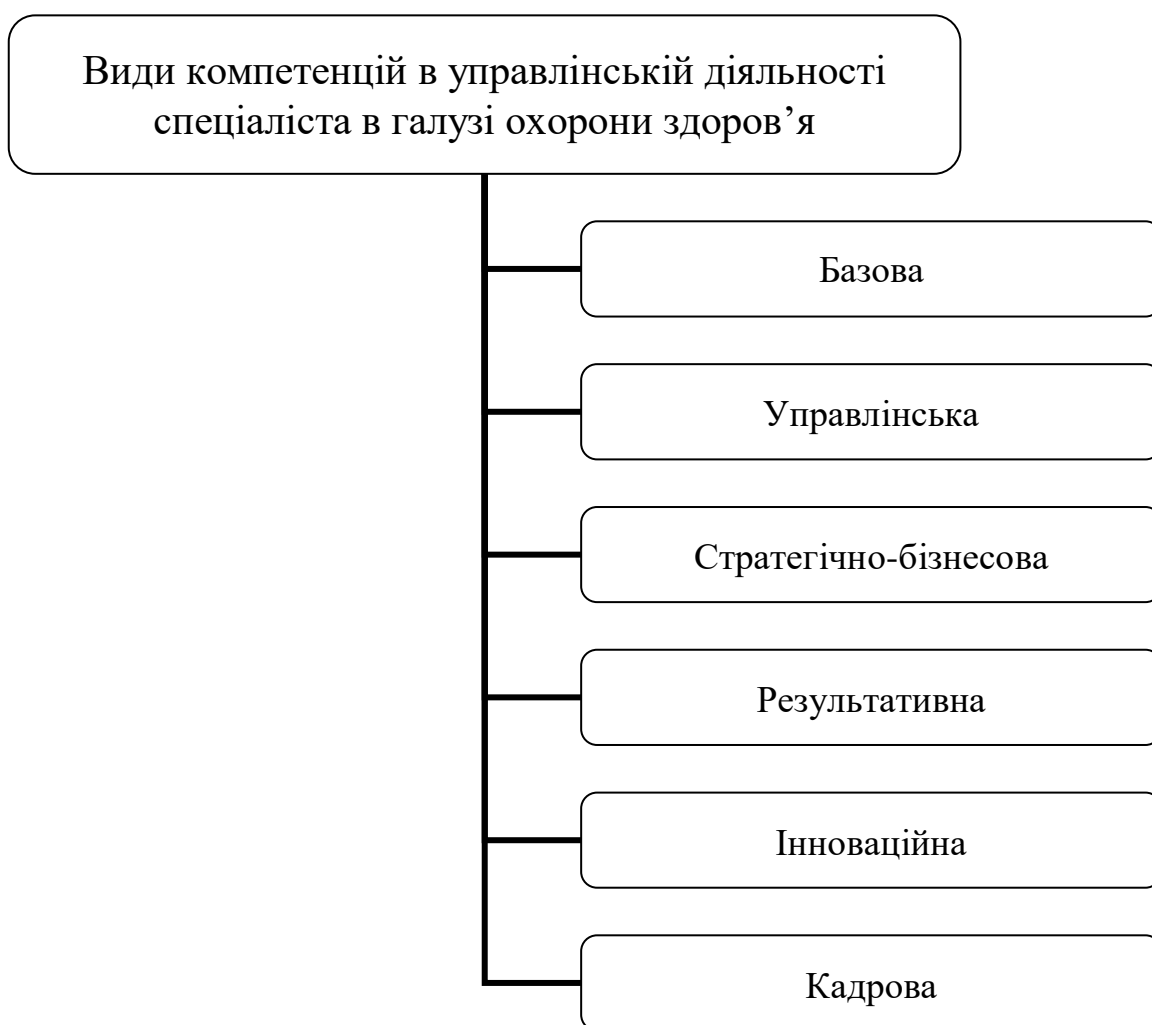 Види компетенцій в управлінській діяльності
спеціаліста в галузі охорони здоров’я
Базова
Управлінська
Стратегічно-бізнесова
Результативна
Інноваційна
Кадрова